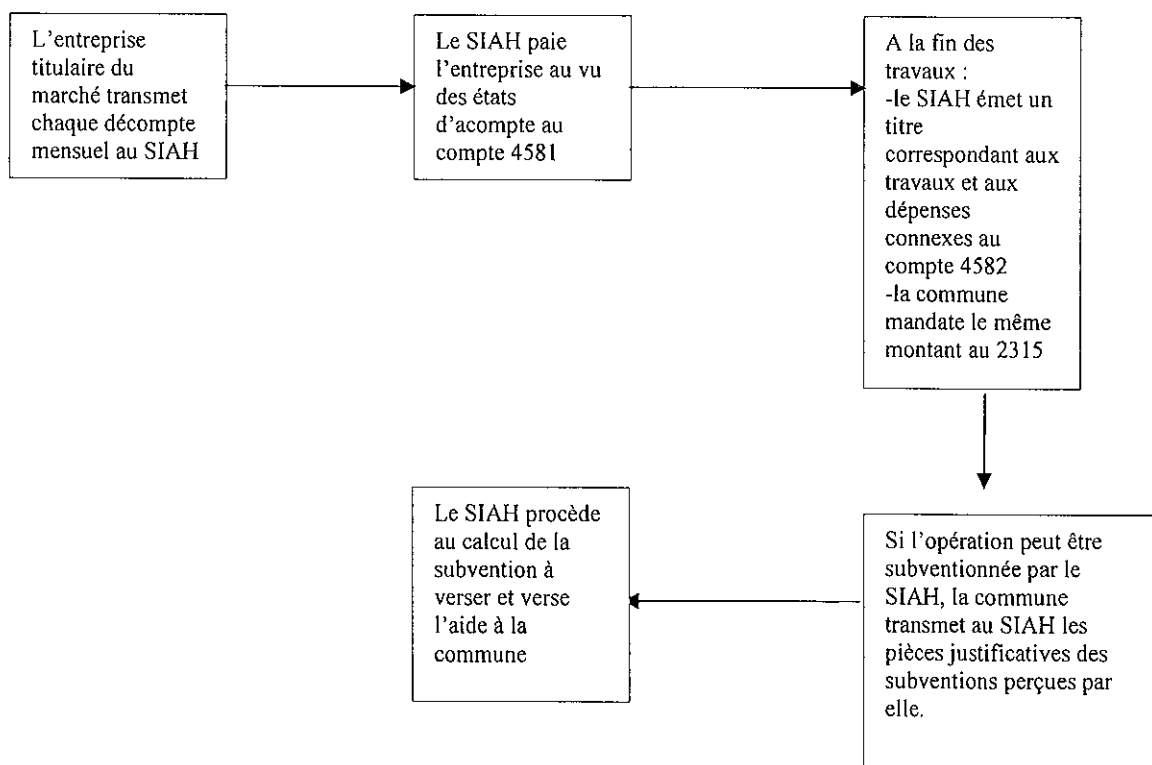 L'entreprise
titulaire du
marché transmet
chaque décompte
mensuel au SIAH
Le SIAH paie
l'entreprise au vu
des états
d'acompte au
compte 4581
A la fin des
travaux :
-le SIAH émet un
titre
correspondant aux
travaux et aux
dépenses
connexes au
compte 4582
-la commune
mandate le même
montant au 2315
Si l'opération peut être
subventionnée par le
SIAH, la commune
transmet au SIAH les
pièces justificatives des
subventions perçues par
elle.
Le SIAH procède
au calcul de la
subvention à
verser et verse
l'aide à la
commune